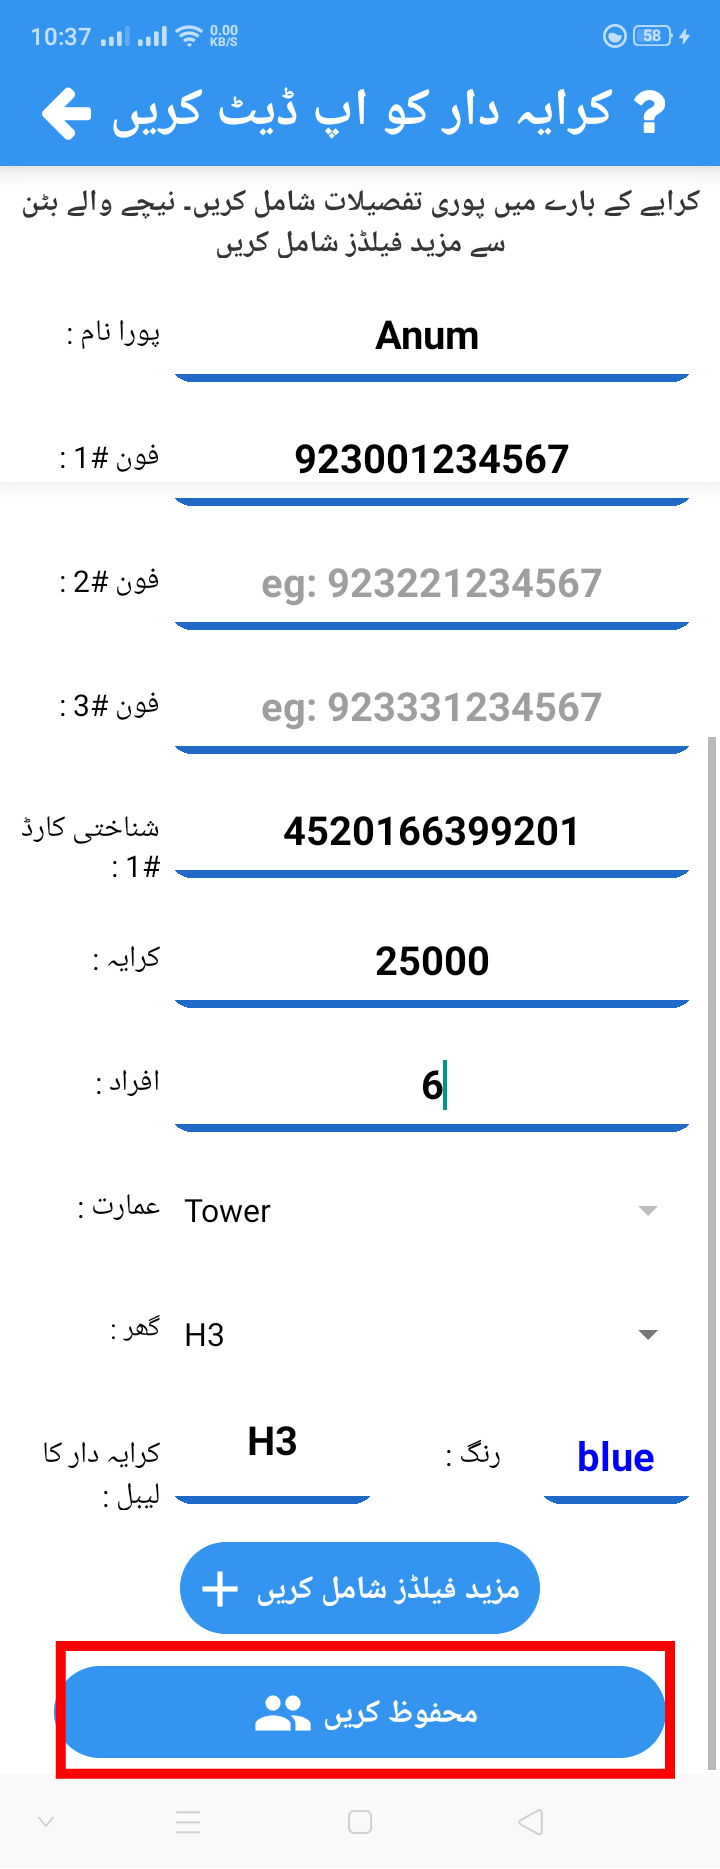 10:37 0.00 KB/S 58
کرایہ دار کو اپ ڈیٹ کریں ?
کرایے کے بارے میں پوری تفصیلات شامل کریں۔ نیچے والے بٹن
سے مزید فیلڈز شامل کریں
پورا نام : Anum
فون #1 : 923001234567
فون #2 : eg: 923221234567
فون #3 : eg: 923331234567
شناختی کارڈ
#1 : 4520166399201
کرایہ : 25000
افراد : 6
عمارت : Tower
گھر : H3
کرایہ دار کا
لیبل : H3 رنگ : blue
مزید فیلڈز شامل کریں
محفوظ کریں